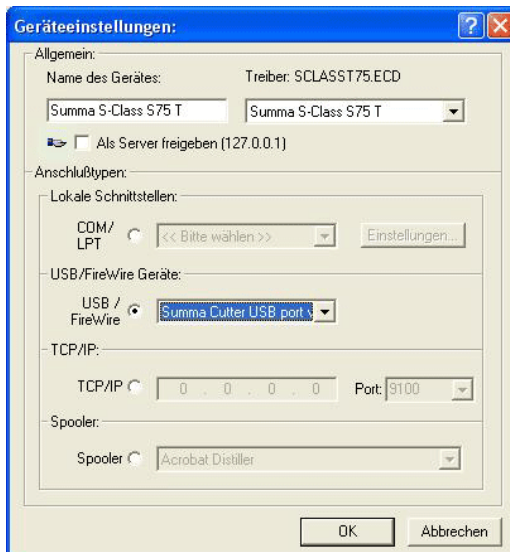 Geräteeinstellungen:
Allgemein:
Name des Gerätes:
Treiber: SCLASST75.ECD
Summa S-Class S75 T
Summa S-Class S75 T
Als Server freigeben (127.0.0.1)
Anschlußtypen:
Lokale Schnittstellen:
COM/
LPT
<< Bitte wählen >>
Einstellungen...
USB/FireWire Geräte:
USB /
FireWire
Summa Cutter USB port
TCP/IP:
TCP/IP
0 . 0 . 0 . 0
Port:
9100
Spooler:
Spooler
Acrobat Distiller
OK
Abbrechen